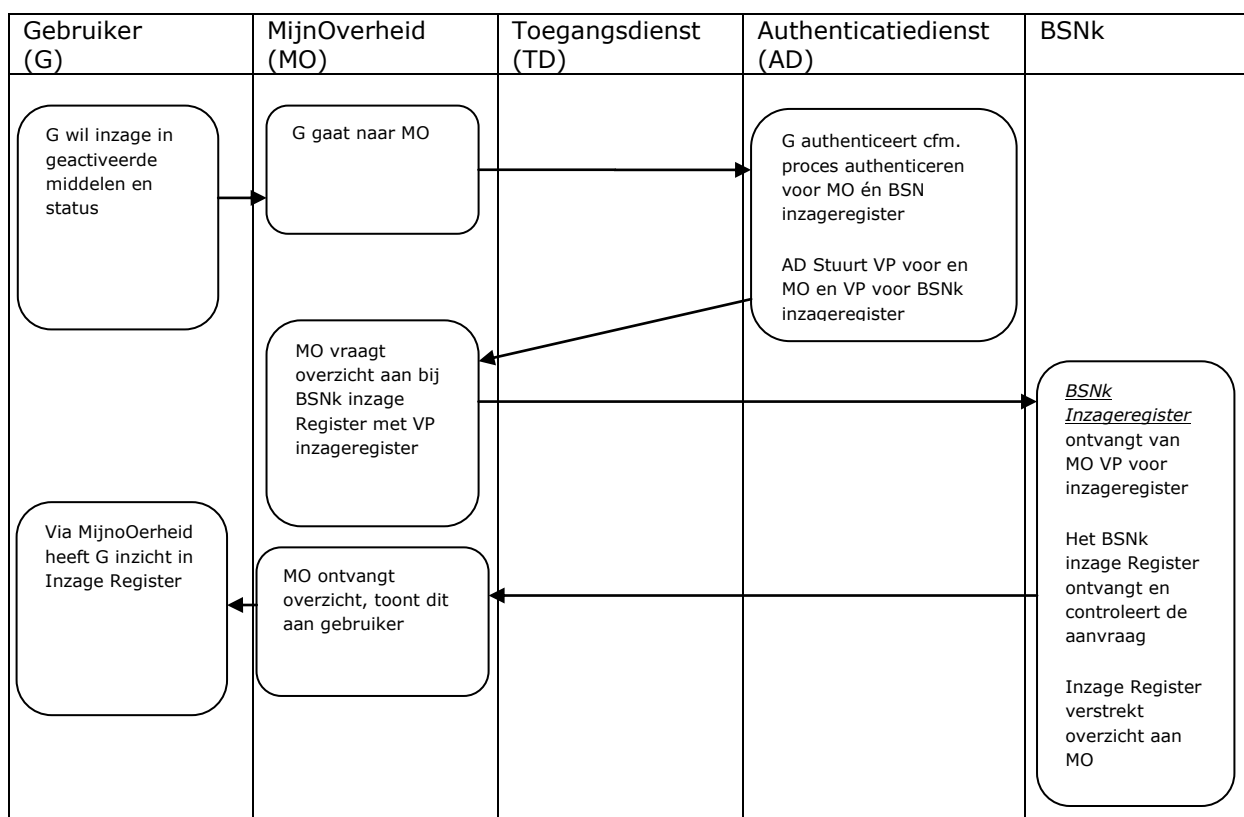 Gebruiker
(G)
MijnOverheid
(MO)
Toegangsdienst
(TD)
Authenticatiedienst
(AD)
BSNk
G wil inzage in
geactiveerde
middelen en
status
G gaat naar MO
G authenticeert cfm.
proces authenticeren
voor MO én BSN
inzageregister
AD Stuurt VP voor en
MO en VP voor BSNk
inzageregister
MO vraagt
overzicht aan bij
BSNk inzage
Register met VP
inzageregister
BSNk
Inzageregister
ontvangt van
MO VP voor
inzageregister
Het BSNk
inzage Register
ontvangt en
controleert de
aanvraag
Inzage Register
verstrekt
overzicht aan
MO
MO ontvangt
overzicht, toont dit
aan gebruiker
Via MijnoOerheid
heeft G inzicht in
Inzage Register